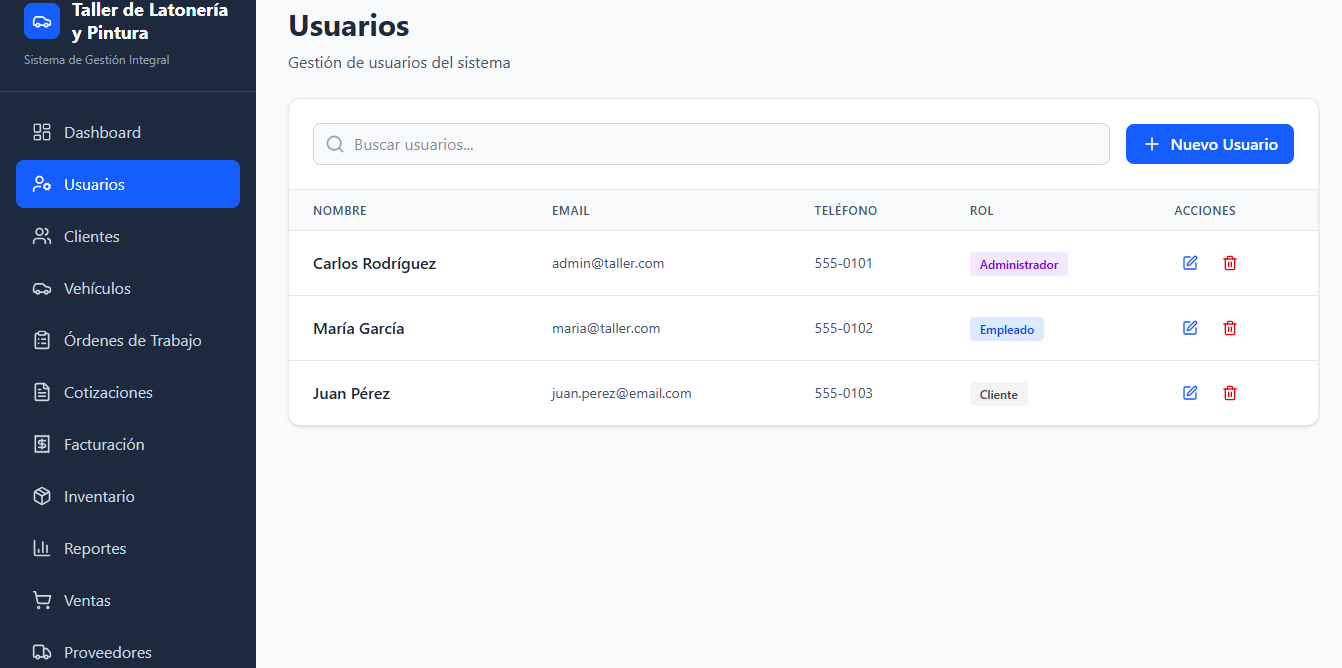 Taller de Latonería
y Pintura
Sistema de Gestión Integral
Dashboard
Usuarios
Clientes
Vehículos
Órdenes de Trabajo
Cotizaciones
Facturación
Inventario
Reportes
Ventas
Proveedores
Usuarios
Gestión de usuarios del sistema
Buscar usuarios...
Nuevo Usuario
NOMBRE EMAIL TELÉFONO ROL ACCIONES
Carlos Rodríguez admin@taller.com 555-0101 Administrador
María García maria@taller.com 555-0102 Empleado
Juan Pérez juan.perez@email.com 555-0103 Cliente